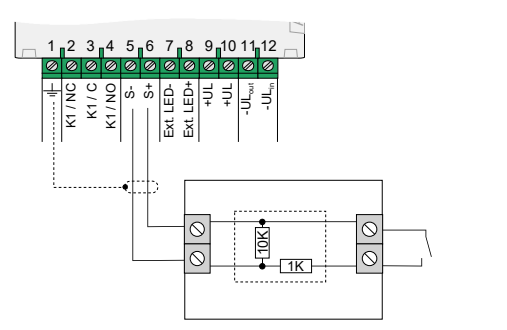 1 2 3 4 5 6 7 8 9 10 11 12
K1 / NC
K1 / C
K1 / NO
S-
S+
Ext. LED-
Ext. LED+
+UL
+UL
-ULout
-ULin
10K
1K